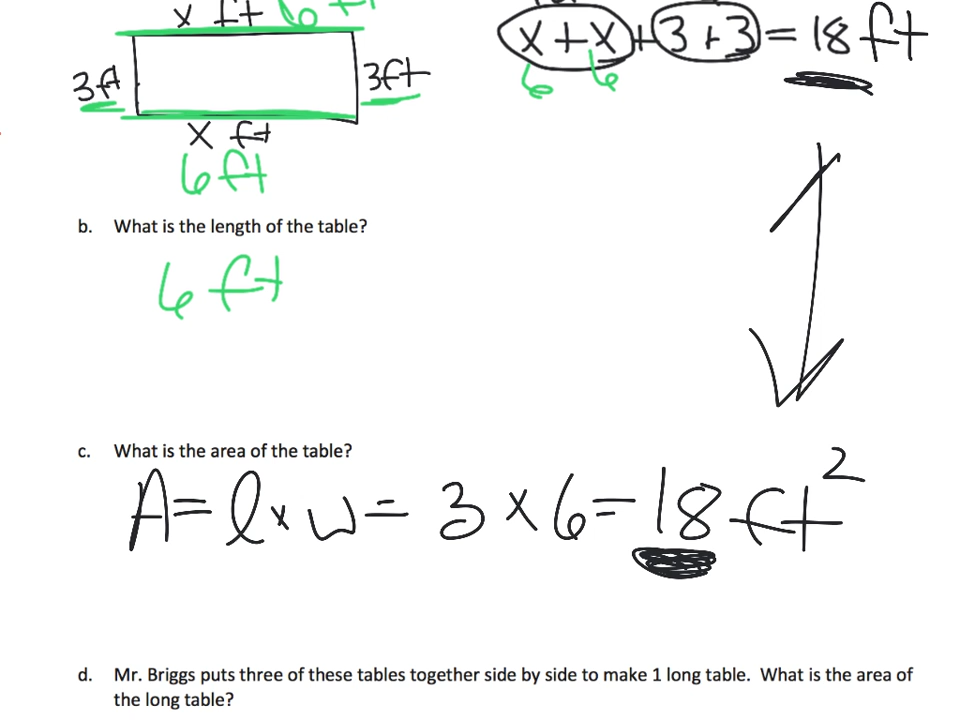 x ft 6 ft
x + x + 3 + 3 = 18 ft
6 6
3ft
3ft
x ft
6 ft
b. What is the length of the table?
6 ft
c. What is the area of the table?
A = l x w = 3 x 6 = 18 ft²
d. Mr. Briggs puts three of these tables together side by side to make 1 long table. What is the area of
the long table?